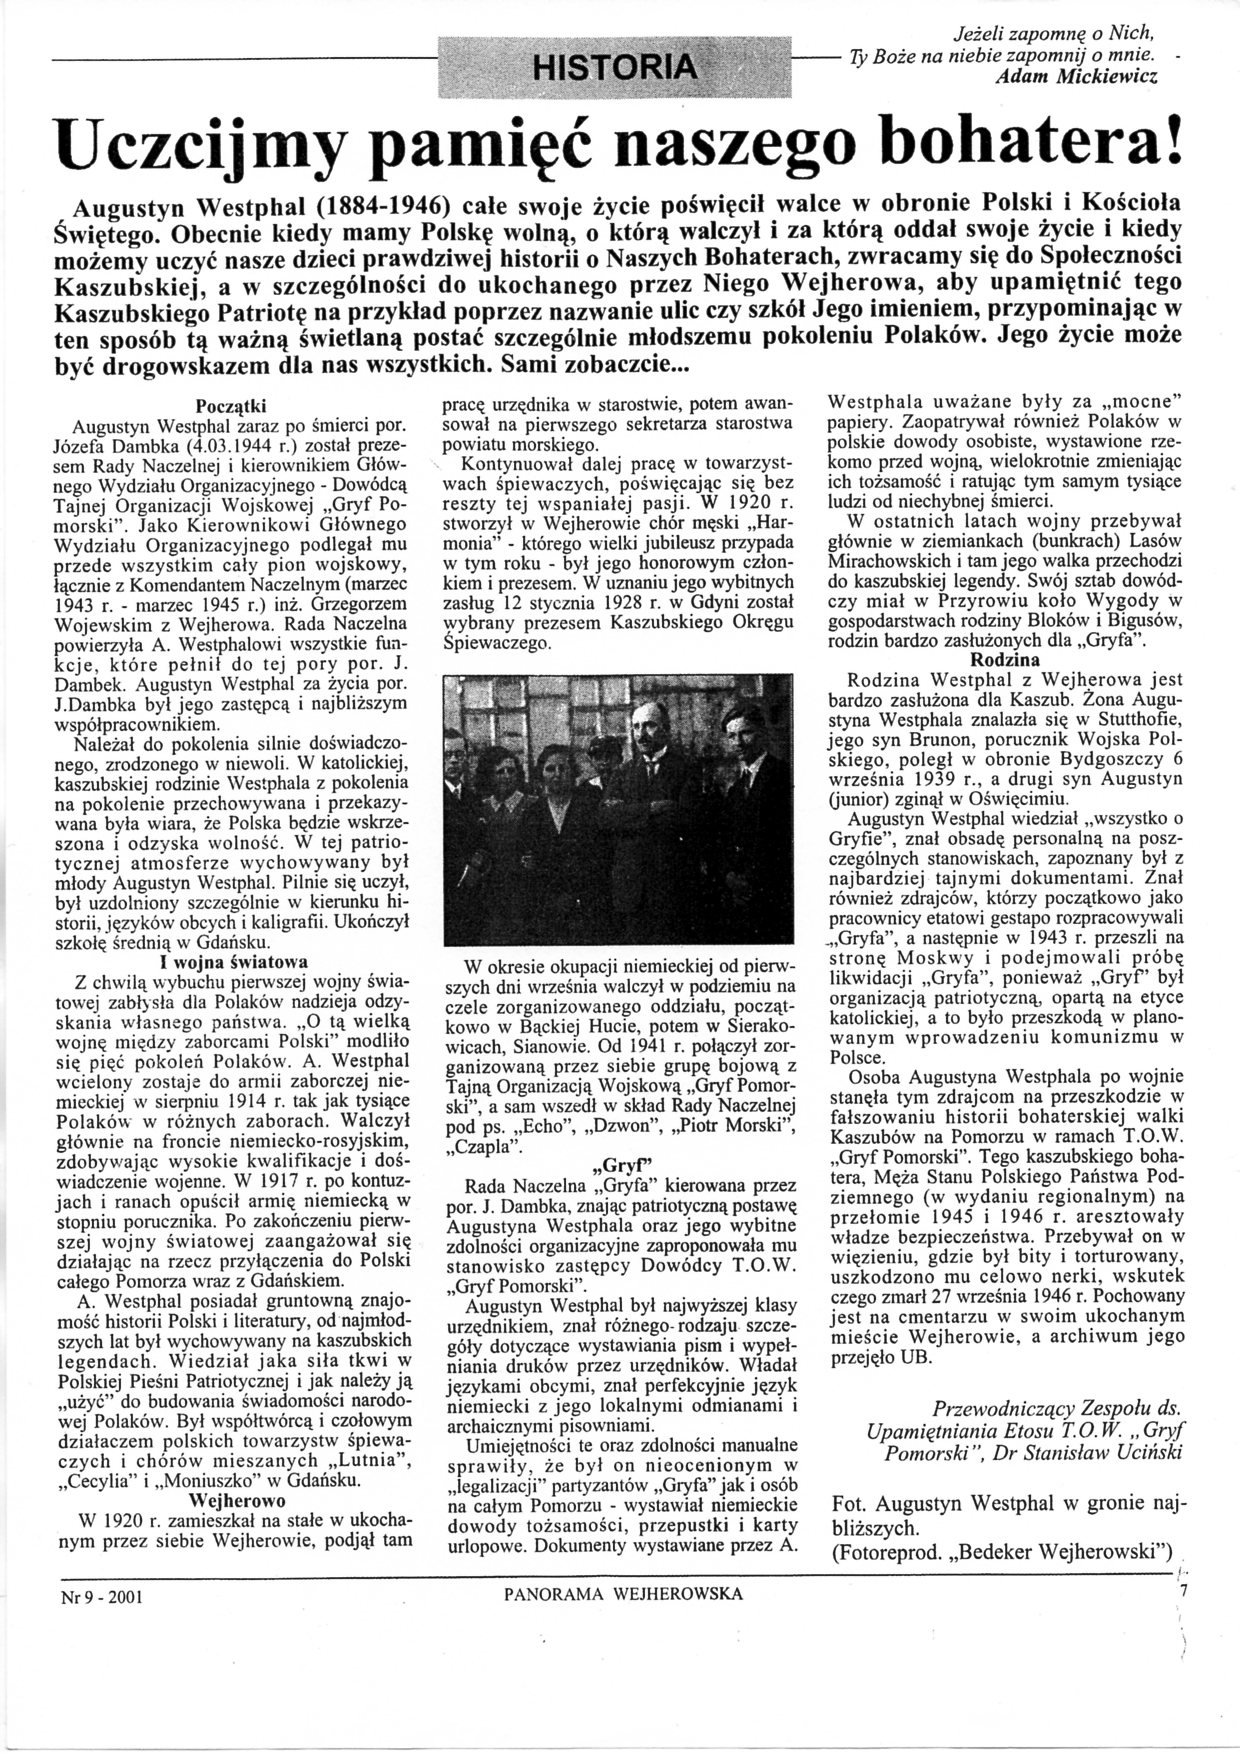 Jeżeli zapomnę o Nich,
Ty Boże na niebie zapomnij o mnie.
Adam Mickiewicz
HISTORIA
Uczcijmy pamięć naszego bohatera!
Augustyn Westphal (1884-1946) całe swoje życie poświęcił walce w obronie Polski i Kościoła
Świętego. Obecnie kiedy mamy Polskę wolną, o którą walczył i za którą oddał swoje życie i kiedy
możemy uczyć nasze dzieci prawdziwej historii o Naszych Bohaterach, zwracamy się do Społeczności
Kaszubskiej, a w szczególności do ukochanego przez Niego Wejherowa, aby upamiętnić tego
Kaszubskiego Patriotę na przykład poprzez nazwanie ulic czy szkół Jego imieniem, przypominając w
ten sposób tą ważną świetlaną postać szczególnie młodszemu pokoleniu Polaków. Jego życie może
być drogowskazem dla nas wszystkich. Sami zobaczcie...
Początki
Augustyn Westphal zaraz po śmierci por.
Józefa Dambka (4.03.1944 r.) został preze-
sem Rady Naczelnej i kierownikiem Głów-
nego Wydziału Organizacyjnego - Dowódcą
Tajnej Organizacji Wojskowej „Gryf Po-
morski”. Jako Kierownikowi Głównego
Wydziału Organizacyjnego podlegał mu
przede wszystkim cały pion wojskowy,
łącznie z Komendantem Naczelnym (marzec
1943 r. - marzec 1945 r.) inż. Grzegorzem
Wojewskim z Wejherowa. Rada Naczelna
powierzyła A. Westphalowi wszystkie fun-
kcje, które pełnił do tej pory por. J.
Dambek. Augustyn Westphal za życia por.
J.Dambka był jego zastępcą i najbliższym
współpracownikiem.
Należał do pokolenia silnie doświadczo-
nego, zrodzonego w niewoli. W katolickiej,
kaszubskiej rodzinie Westphala z pokolenia
na pokolenie przechowywana i przekazy-
wana była wiara, że Polska będzie wskrze-
szona i odzyska wolność. W tej patrio-
tycznej atmosferze wychowywany był
młody Augustyn Westphal. Pilnie się uczył,
był uzdolniony szczególnie w kierunku hi-
storii, języków obcych i kaligrafii. Ukończył
szkołę średnią w Gdańsku.
I wojna światowa
Z chwilą wybuchu pierwszej wojny świa-
towej zabłysła dla Polaków nadzieja odzy-
skania własnego państwa. „O tą wielką
wojnę między zaborcami Polski” modliło
się pięć pokoleń Polaków. A. Westphal
wcielony zostaje do armii zaborczej nie-
mieckiej w sierpniu 1914 r. tak jak tysiące
Polaków w różnych zaborach. Walczył
głównie na froncie niemiecko-rosyjskim,
zdobywając wysokie kwalifikacje i doś-
wiadczenie wojenne. W 1917 r. po kontuz-
jach i ranach opuścił armię niemiecką w
stopniu porucznika. Po zakończeniu pierw-
szej wojny światowej zaangażował się
działając na rzecz przyłączenia do Polski
całego Pomorza wraz z Gdańskiem.
A. Westphal posiadał gruntowną znajo-
mość historii Polski i literatury, od najmłod-
szych lat był wychowywany na kaszubskich
legendach. Wiedział jaka siła tkwi w
Polskiej Pieśni Patriotycznej i jak należy ją
„użyć” do budowania świadomości narodo-
wej Polaków. Był współtwórcą i czołowym
działaczem polskich towarzystw śpiewa-
czych i chórów mieszanych „Lutnia”,
„Cecylia” i „Moniuszko” w Gdańsku.
Wejherowo
W 1920 r. zamieszkał na stałe w ukocha-
nym przez siebie Wejherowie, podjął tam
pracę urzędnika w starostwie, potem awan-
sował na pierwszego sekretarza starostwa
powiatu morskiego.
Kontynuował dalej pracę w towarzyst-
wach śpiewaczych, poświęcając się bez
reszty tej wspaniałej pasji. W 1920 r.
stworzył w Wejherowie chór męski „Har-
monia” - którego wielki jubileusz przypada
w tym roku - był jego honorowym człon-
kiem i prezesem. W uznaniu jego wybitnych
zasług 12 stycznia 1928 r. w Gdyni został
wybrany prezesem Kaszubskiego Okręgu
Śpiewaczego.
W okresie okupacji niemieckiej od pierw-
szych dni września walczył w podziemiu na
czele zorganizowanego oddziału, począt-
kowo w Bąckiej Hucie, potem w Sierako-
wicach, Sianowie. Od 1941 r. połączył zor-
ganizowaną przez siebie grupę bojową z
Tajną Organizacją Wojskową „Gryf Pomor-
ski”, a sam wszedł w skład Rady Naczelnej
pod ps. „Echo”, „Dzwon”, „Piotr Morski”,
„Czapla”.
„Gryf”
Rada Naczelna „Gryfa” kierowana przez
por. J. Dambka, znając patriotyczną postawę
Augustyna Westphala oraz jego wybitne
zdolności organizacyjne zaproponowała mu
stanowisko zastępcy Dowódcy T.O.W.
„Gryf Pomorski”.
Augustyn Westphal był najwyższej klasy
urzędnikiem, znał różnego-rodzaju szcze-
góły dotyczące wystawiania pism i wypeł-
niania druków przez urzędników. Władał
językami obcymi, znał perfekcyjnie język
niemiecki z jego lokalnymi odmianami i
archaicznymi pisowniami.
Umiejętności te oraz zdolności manualne
sprawiły, że był on nieocenionym w
„legalizacji” partyzantów „Gryfa” jak i osób
na całym Pomorzu - wystawiał niemieckie
dowody tożsamości, przepustki i karty
urlopowe. Dokumenty wystawiane przez A.
Westphala uważane były za „mocne”
papiery. Zaopatrywał również Polaków w
polskie dowody osobiste, wystawione rze-
komo przed wojną, wielokrotnie zmieniając
ich tożsamość i ratując tym samym tysiące
ludzi od niechybnej śmierci.
W ostatnich latach wojny przebywał
głównie w ziemiankach (bunkrach) Lasów
Mirachowskich i tam jego walka przechodzi
do kaszubskiej legendy. Swój sztab dowód-
czy miał w Przyrowiu koło Wygody w
gospodarstwach rodziny Bloków i Bigusów,
rodzin bardzo zasłużonych dla „Gryfa”.
Rodzina
Rodzina Westphal z Wejherowa jest
bardzo zasłużona dla Kaszub. Żona Augu-
styna Westphala znalazła się w Stutthofie,
jego syn Brunon, porucznik Wojska Pol-
skiego, poległ w obronie Bydgoszczy 6
września 1939 r., a drugi syn Augustyn
(junior) zginął w Oświęcimiu.
Augustyn Westphal wiedział „wszystko o
Gryfie”, znał obsadę personalną na posz-
czególnych stanowiskach, zapoznany był z
najbardziej tajnymi dokumentami. Znał
również zdrajców, którzy początkowo jako
pracownicy etatowi gestapo rozpracowywali
„Gryfa”, a następnie w 1943 r. przeszli na
stronę Moskwy i podejmowali próbę
likwidacji „Gryfa”, ponieważ „Gryf” był
organizacją patriotyczną, opartą na etyce
katolickiej, a to było przeszkodą w plano-
wanym wprowadzeniu komunizmu w
Polsce.
Osoba Augustyna Westphala po wojnie
stanęła tym zdrajcom na przeszkodzie w
fałszowaniu historii bohaterskiej walki
Kaszubów na Pomorzu w ramach T.O.W.
„Gryf Pomorski”. Tego kaszubskiego boha-
tera, Męża Stanu Polskiego Państwa Pod-
ziemnego (w wydaniu regionalnym) na
przełomie 1945 i 1946 r. aresztowały
władze bezpieczeństwa. Przebywał on w
więzieniu, gdzie był bity i torturowany,
uszkodzono mu celowo nerki, wskutek
czego zmarł 27 września 1946 r. Pochowany
jest na cmentarzu w swoim ukochanym
mieście Wejherowie, a archiwum jego
przejęło UB.
Przewodniczący Zespołu ds.
Upamiętniania Etosu T.O.W. „Gryf
Pomorski”, Dr Stanisław Uciński
Fot. Augustyn Westphal w gronie naj-
bliższych.
(Fotoreprod. „Bedeker Wejherowski”)
Nr 9 - 2001
PANORAMA WEJHEROWSKA
7